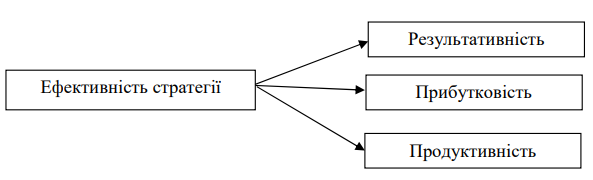 Результативність
Ефективність стратегії
Прибутковість
Продуктивність